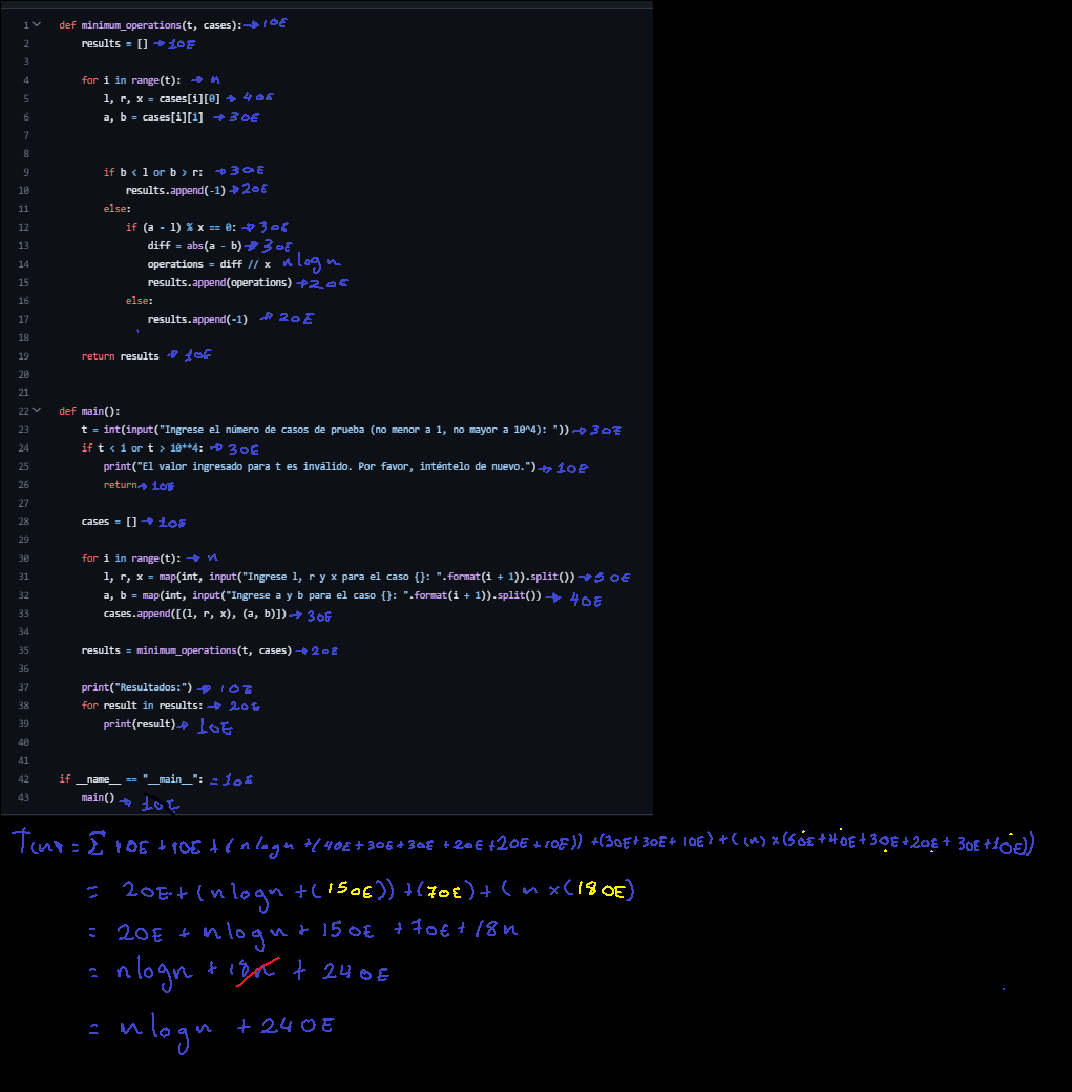 1 def minimum_operations(t, cases): → 10E
2 results = [] → 10E
3
4 for i in range(t): → n
5 l, r, x = cases[i][0] → 40E
6 a, b = cases[i][1] → 30E
7
8
9 if b < l or b > r: → 30E
10 results.append(-1) → 20E
11 else:
12 if (a - l) % x == 0: → 30E
13 diff = abs(a - b) → 30E
14 operations = diff // x n log n
15 results.append(operations) → 20E
16 else:
17 results.append(-1) → 20E
18
19 return results → 10E
20
21
22 def main():
23 t = int(input("Ingrese el número de casos de prueba (no menor a 1, no mayor a 10^4): ")) → 30E
24 if t < 1 or t > 10**4: → 30E
25 print("El valor ingresado para t es inválido. Por favor, inténtelo de nuevo.") → 10E
26 return → 10E
27
28 cases = [] → 10E
29
30 for i in range(t): → n
31 l, r, x = map(int, input("Ingrese l, r y x para el caso {}: ".format(i + 1)).split()) → 50E
32 a, b = map(int, input("Ingrese a y b para el caso {}: ".format(i + 1)).split()) → 40E
33 cases.append([(l, r, x), (a, b)]) → 30E
34
35 results = minimum_operations(t, cases) → 20E
36
37 print("Resultados:") → 10E
38 for result in results: → 20E
39 print(result) → 10E
40
41
42 if __name__ == "__main__": = 10E
43 main() → 10E
T(n) = Σ 10E + 10E + (n log n + (40E + 30E + 30E + 20E + 20E + 10E)) + (30E + 30E + 10E) + ((n) x (50E + 40E + 30E + 20E + 30E + 10E))
= 20E + (n log n + (150E)) + (70E) + (n x (180E)
= 20E + n log n + 150E + 70E + 18n
= n log n + 18n + 240E
= n log n + 240E